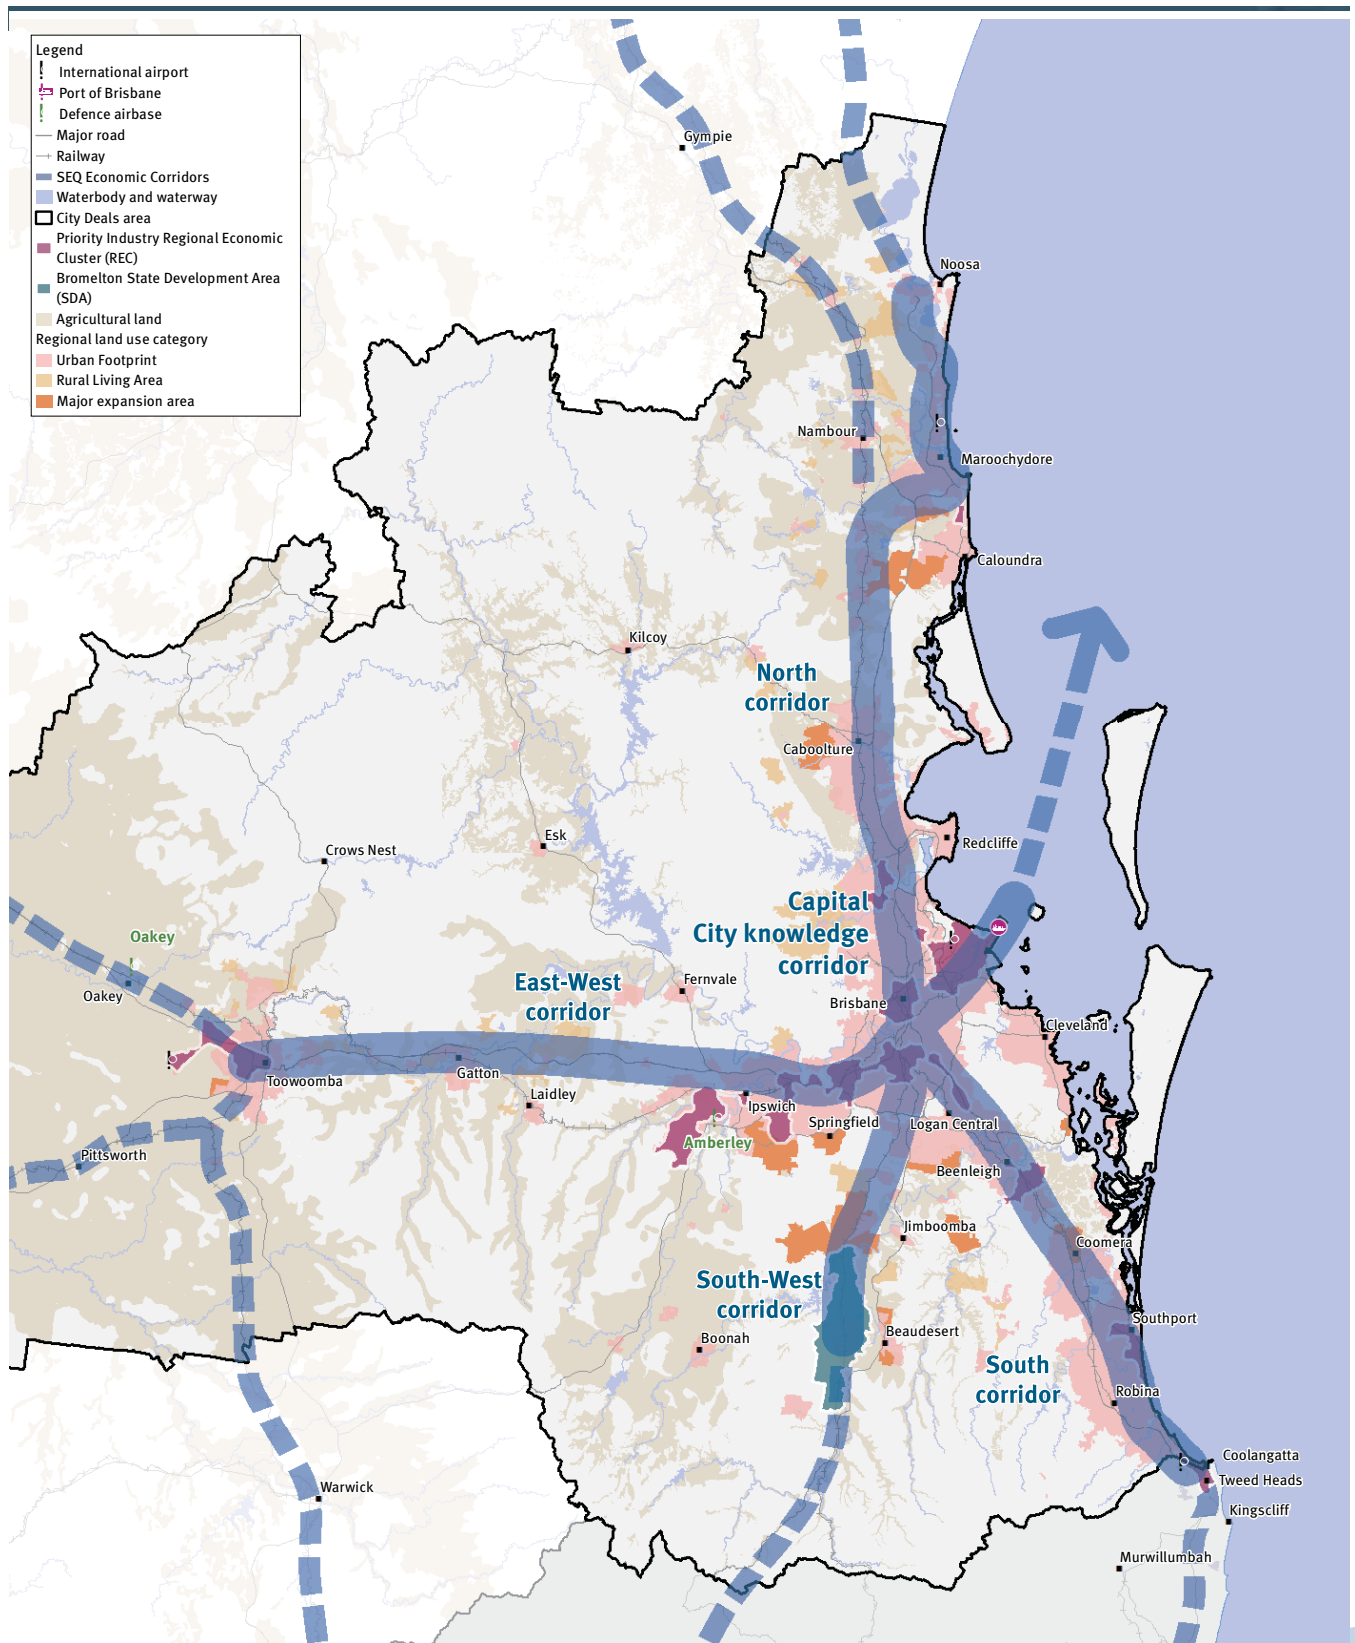 Legend
International airport
Port of Brisbane
Defence airbase
Major road
Railway
SEQ Economic Corridors
Waterbody and waterway
City Deals area
Priority Industry Regional Economic
Cluster (REC)
Bromelton State Development Area
(SDA)
Agricultural land
Regional land use category
Urban Footprint
Rural Living Area
Major expansion area
Gympie
Noosa
Nambour
Maroochydore
Caloundra
Kilcoy
North
corridor
Caboolture
Esk
Redcliffe
Crows Nest
Capital
City knowledge
corridor
Oakey
Oakey
East-West
corridor
Fernvale
Brisbane
Cleveland
Toowoomba
Gatton
Laidley
Ipswich
Springfield
Logan Central
Amberley
Pittsworth
Beenleigh
Jimboomba
Coomera
South-West
corridor
Southport
Boonah
Beaudesert
South
corridor
Robina
Coolangatta
Tweed Heads
Warwick
Kingscliff
Murwillumbah